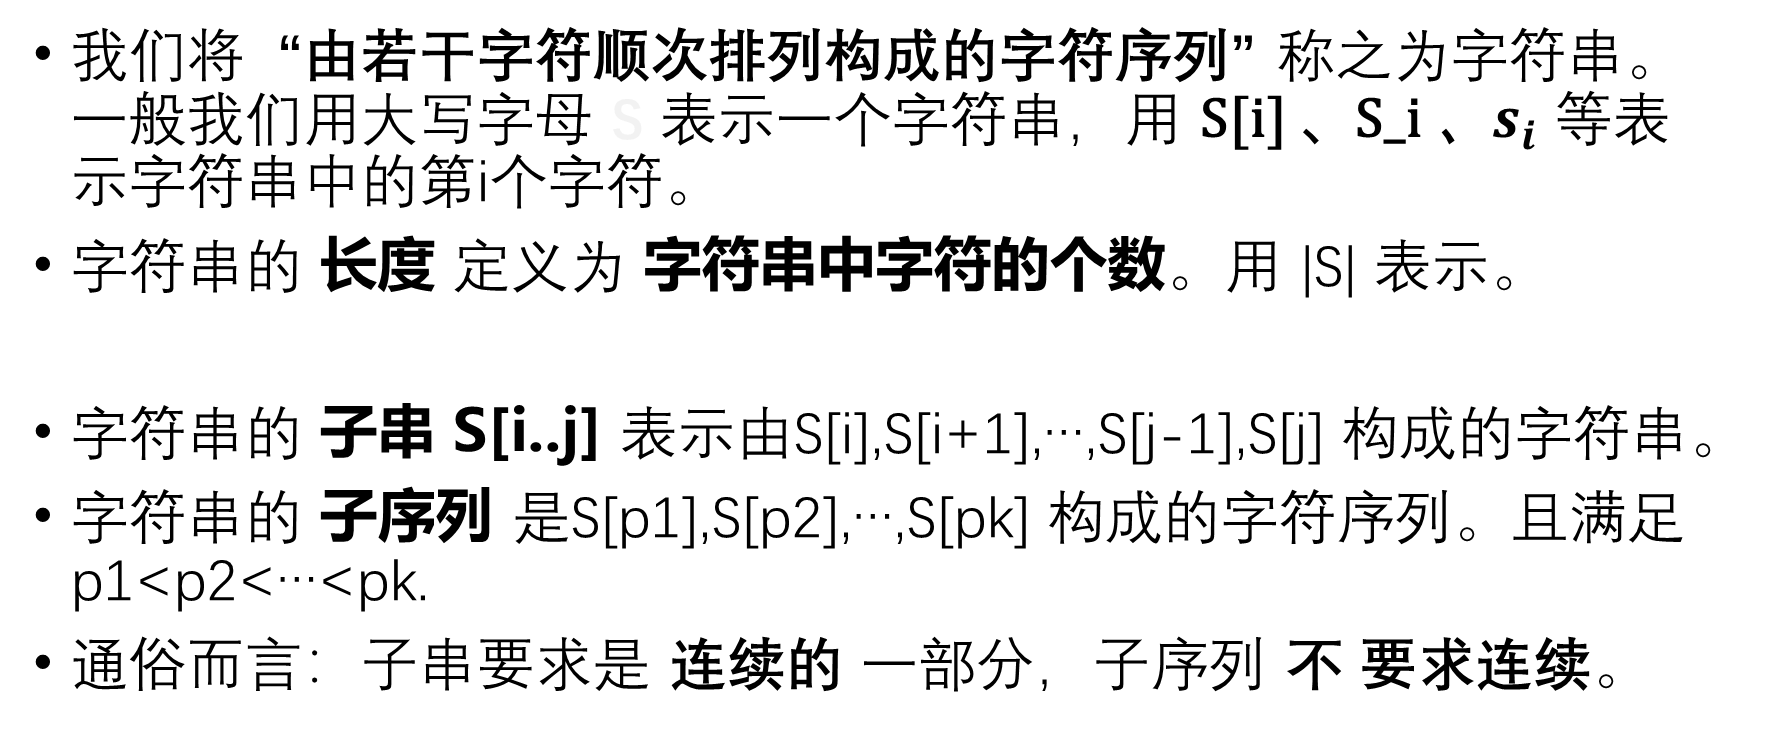 • 我们将 “由若干字符顺次排列构成的字符序列” 称之为字符串。
一般我们用大写字母 S 表示一个字符串，用 S[i] 、S_i 、s_i 等表
示字符串中的第i个字符。
• 字符串的 长度 定义为 字符串中字符的个数。用 |S| 表示。
• 字符串的 子串 S[i..j] 表示由S[i],S[i+1],…,S[j-1],S[j] 构成的字符串。
• 字符串的 子序列 是S[p1],S[p2],…,S[pk] 构成的字符序列。且满足
p1<p2<…<pk.
• 通俗而言：子串要求是 连续的 一部分，子序列 不 要求连续。